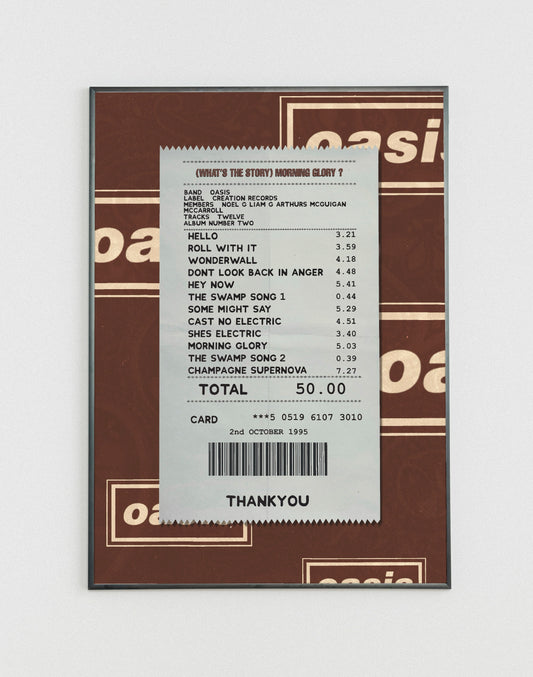 oasis
oa
oa
oa
oasis
(WHAT'S THE STORY) MORNING GLORY ?
BAND OASIS
LABEL CREATION RECORDS
MEMBERS NOEL G LIAM G ARTHURS MCGUIGAN
MCCARROLL
TRACKS TWELVE
ALBUM NUMBER TWO
HELLO 3.21
ROLL WITH IT 3.59
WONDERWALL 4.18
DONT LOOK BACK IN ANGER 4.48
HEY NOW 5.41
THE SWAMP SONG 1 0.44
SOME MIGHT SAY 5.29
CAST NO ELECTRIC 4.51
SHES ELECTRIC 3.40
MORNING GLORY 5.03
THE SWAMP SONG 2 0.39
CHAMPAGNE SUPERNOVA 7.27
TOTAL 50.00
CARD ***5 0519 6107 3010
2nd OCTOBER 1995
THANKYOU